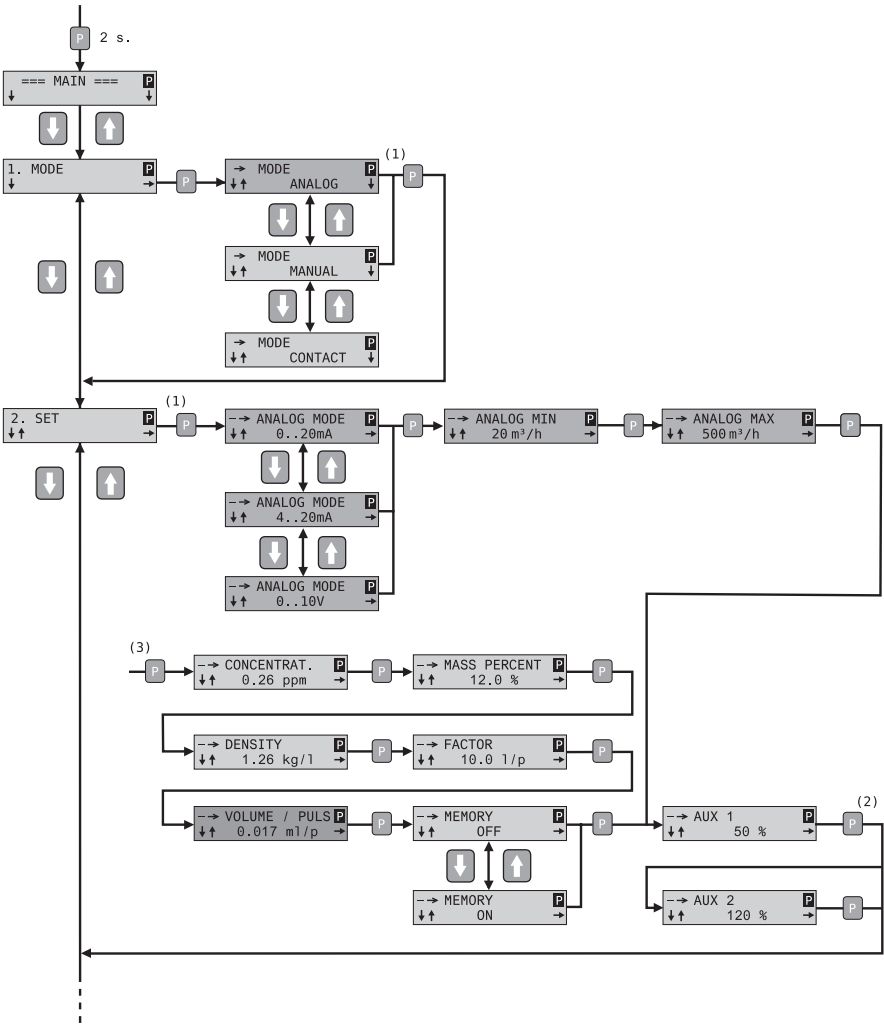 P 2 s.
=== MAIN === P
↓ ↓
1. MODE P
↓ →
P
→ MODE P
↓↑ ANALOG ↓
(1)
P
→ MODE P
↓↑ MANUAL ↓
→ MODE P
↓↑ CONTACT ↓
2. SET P
↓↑ →
(1)
P
--→ ANALOG MODE P
↓↑ 0..20mA →
P
--→ ANALOG MIN P
↓↑ 20 m³/h →
P
--→ ANALOG MAX P
↓↑ 500 m³/h →
P
--→ ANALOG MODE P
↓↑ 4..20mA →
--→ ANALOG MODE P
↓↑ 0..10V →
(3)
P
--→ CONCENTRAT. P
↓↑ 0.26 ppm →
P
--→ MASS PERCENT P
↓↑ 12.0 % →
P
--→ DENSITY P
↓↑ 1.26 kg/l →
P
--→ FACTOR P
↓↑ 10.0 l/p →
P
--→ VOLUME / PULS P
↓↑ 0.017 ml/p →
P
--→ MEMORY P
↓↑ OFF →
P
--→ AUX 1 P
↓↑ 50 % →
(2)
P
--→ MEMORY P
↓↑ ON →
--→ AUX 2 P
↓↑ 120 % →
P